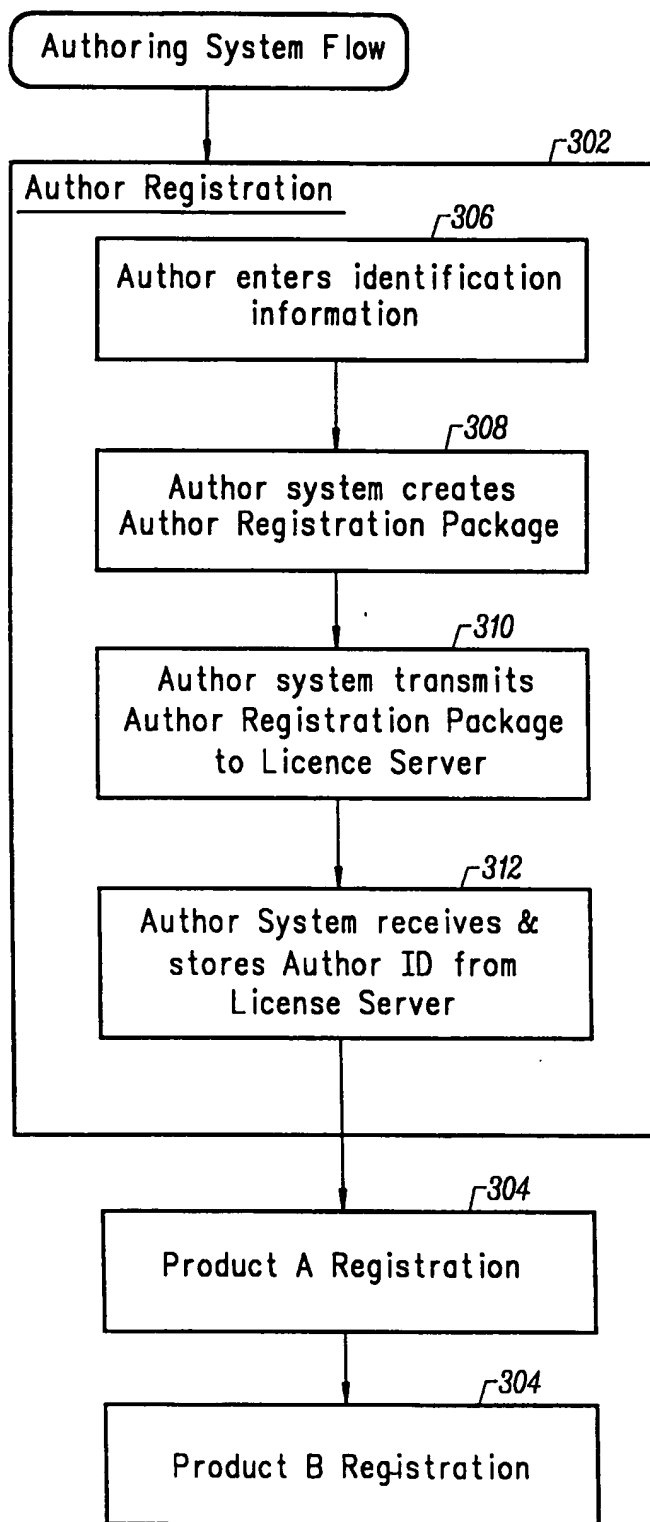 Authoring System Flow
302
Author Registration
306
Author enters identification
information
308
Author system creates
Author Registration Package
310
Author system transmits
Author Registration Package
to Licence Server
312
Author System receives &
stores Author ID from
License Server
304
Product A Registration
304
Product B Registration